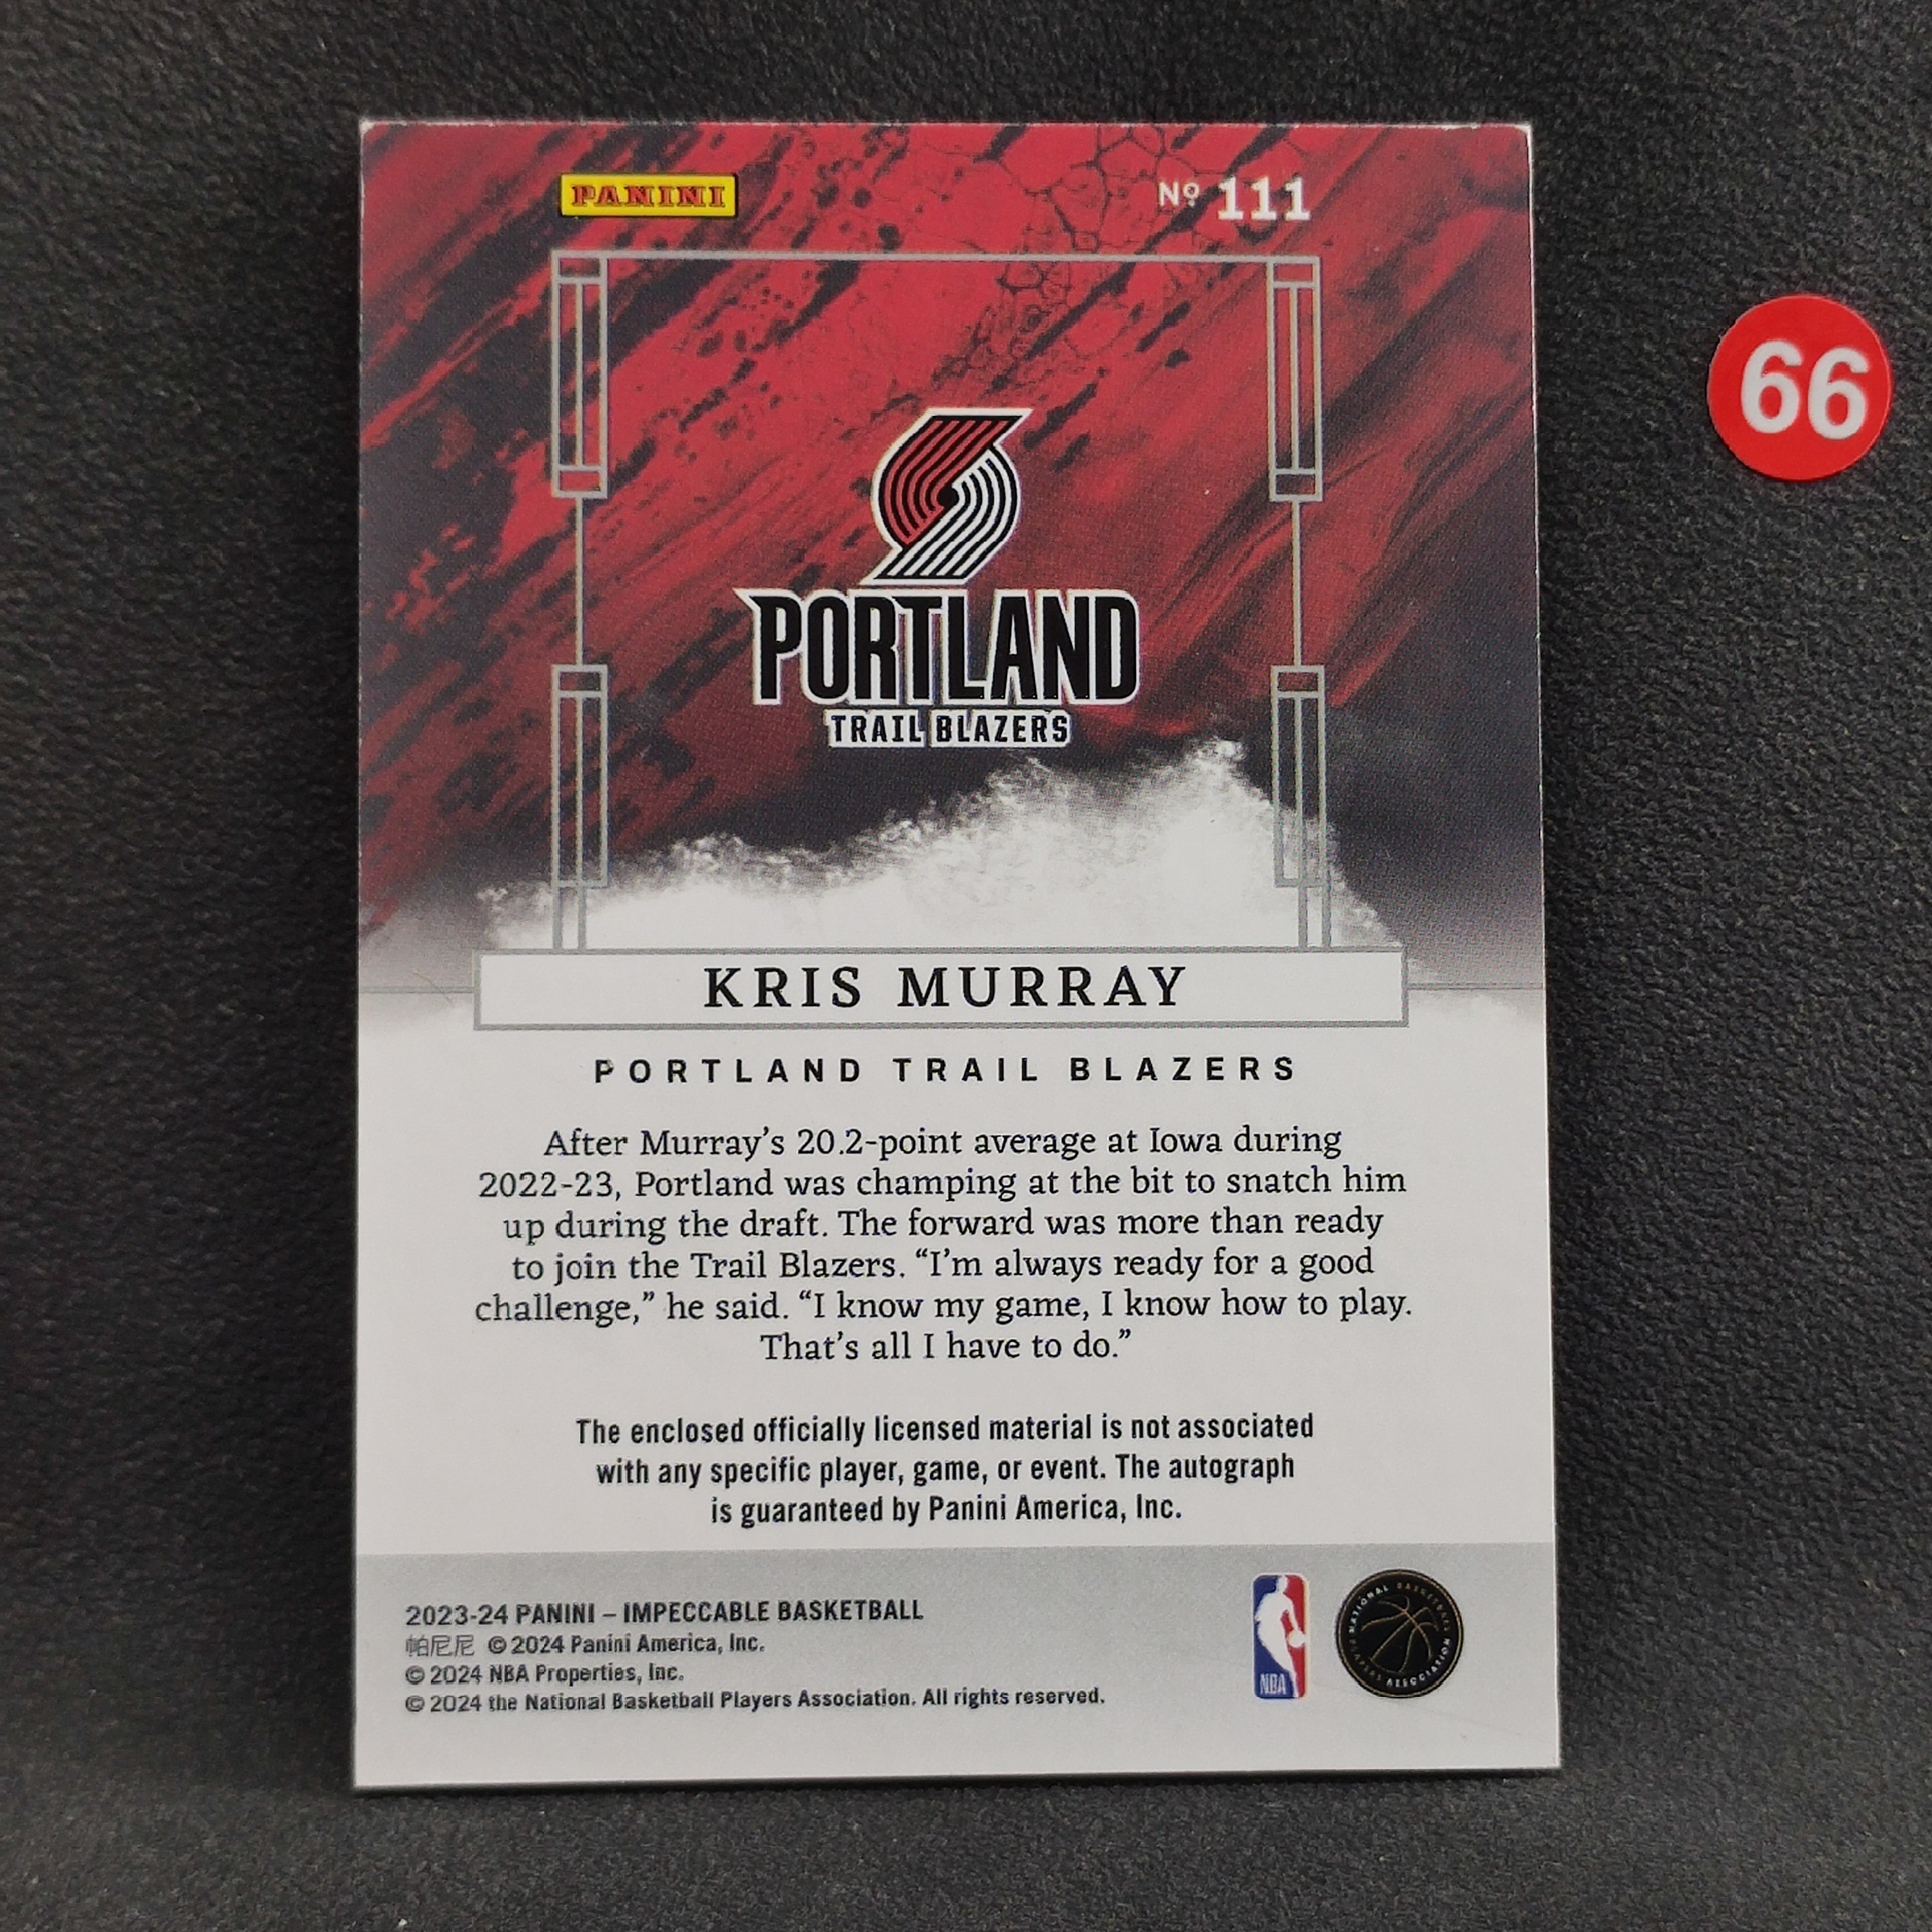 PANINI
Nº 111
66
PORTLAND
TRAIL BLAZERS
KRIS MURRAY
PORTLAND TRAIL BLAZERS
After Murray’s 20.2-point average at Iowa during
2022-23, Portland was champing at the bit to snatch him
up during the draft. The forward was more than ready
to join the Trail Blazers. “I’m always ready for a good
challenge,” he said. “I know my game, I know how to play.
That’s all I have to do.”
The enclosed officially licensed material is not associated
with any specific player, game, or event. The autograph
is guaranteed by Panini America, Inc.
2023-24 PANINI – IMPECCABLE BASKETBALL
帕尼尼 © 2024 Panini America, Inc.
© 2024 NBA Properties, Inc.
© 2024 the National Basketball Players Association. All rights reserved.
NBA
NATIONAL BASKETBALL PLAYERS ASSOCIATION